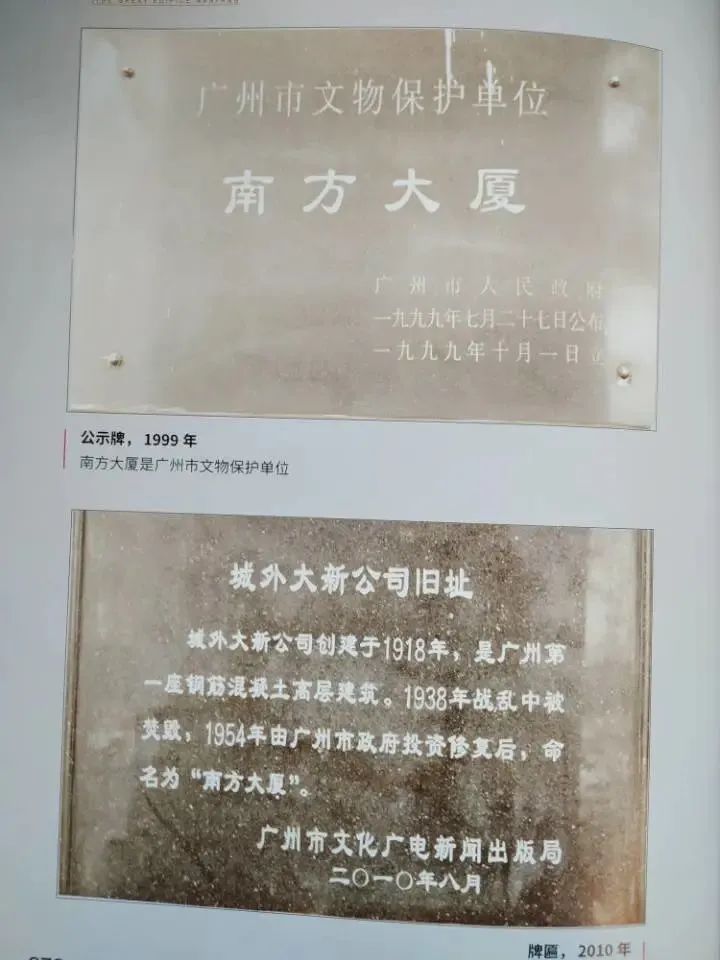 广州市文物保护单位
南方大厦
广州市人民政府
一九九九年七月二十七日公布
一九九九年十月一日立
公示牌，1999 年
南方大厦是广州市文物保护单位
城外大新公司旧址
城外大新公司创建于1918年，是广州第
一座钢筋混凝土高层建筑。1938年战乱中被
焚毁，1954年由广州市政府投资修复后，命
名为“南方大厦”。
广州市文化广电新闻出版局
二〇一〇年八月
牌匾，2010 年